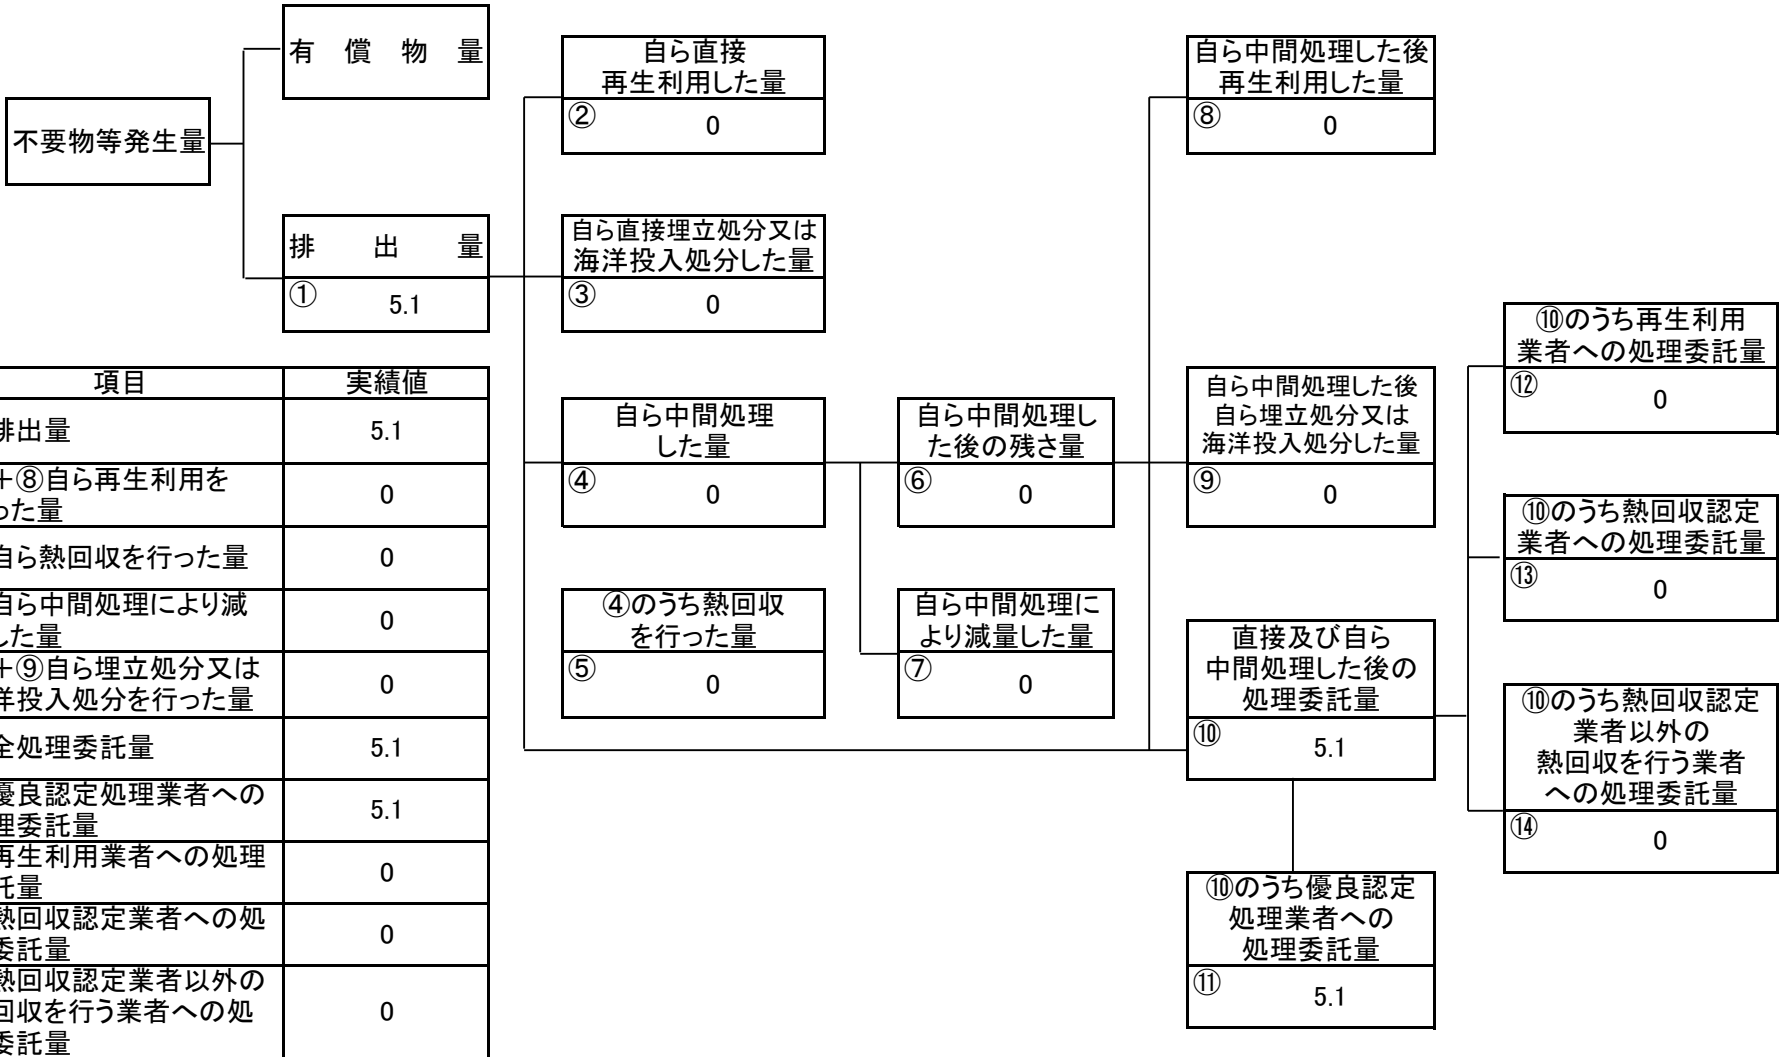 有償物量
不要物等発生量
排出量
① 5.1
自ら直接
再生利用した量
② 0
自ら直接埋立処分又は
海洋投入処分した量
③ 0
自ら中間処理
した量
④ 0
④のうち熱回収
を行った量
⑤ 0
自ら中間処理し
た後の残さ量
⑥ 0
自ら中間処理に
より減量した量
⑦ 0
自ら中間処理した後
再生利用した量
⑧ 0
自ら中間処理した後
自ら埋立処分又は
海洋投入処分した量
⑨ 0
直接及び自ら
中間処理した後の
処理委託量
⑩ 5.1
⑩のうち優良認定
処理業者への
処理委託量
⑪ 5.1
⑩のうち再生利用
業者への処理委託量
⑫ 0
⑩のうち熱回収認定
業者への処理委託量
⑬ 0
⑩のうち熱回収認定
業者以外の
熱回収を行う業者
への処理委託量
⑭ 0
項目 実績値
排出量 5.1
+⑧自ら再生利用を
った量 0
自ら熱回収を行った量 0
自ら中間処理により減
した量 0
+⑨自ら埋立処分又は
洋投入処分を行った量 0
全処理委託量 5.1
優良認定処理業者への
理委託量 5.1
再生利用業者への処理
託量 0
熱回収認定業者への処
委託量 0
熱回収認定業者以外の
回収を行う業者への処
委託量 0